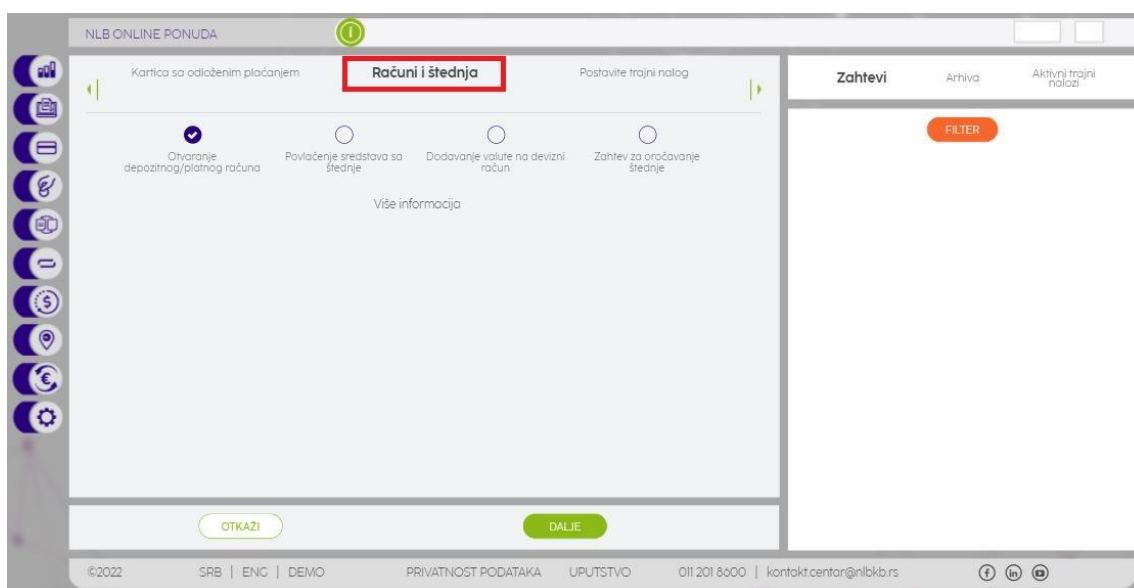 NLB ONLINE PONUDA
Kartica sa odloženim plaćanjem
Računi i štednja
Postavite trajni nalog
Zahtevi
Arhiva
Aktivni trajni
nalozi
FILTER
Otvaranje
depozitnog/platnog računa
Povlačenje sredstava sa
štednje
Dodavanje valute na devizni
račun
Zahtev za oročavanje
štednje
Više informacija
OTKAŽI
DALJE
©2022
SRB | ENG | DEMO
PRIVATNOST PODATAKA
UPUTSTVO
011 201 8600 | kontakt.centar@nlbkb.rs